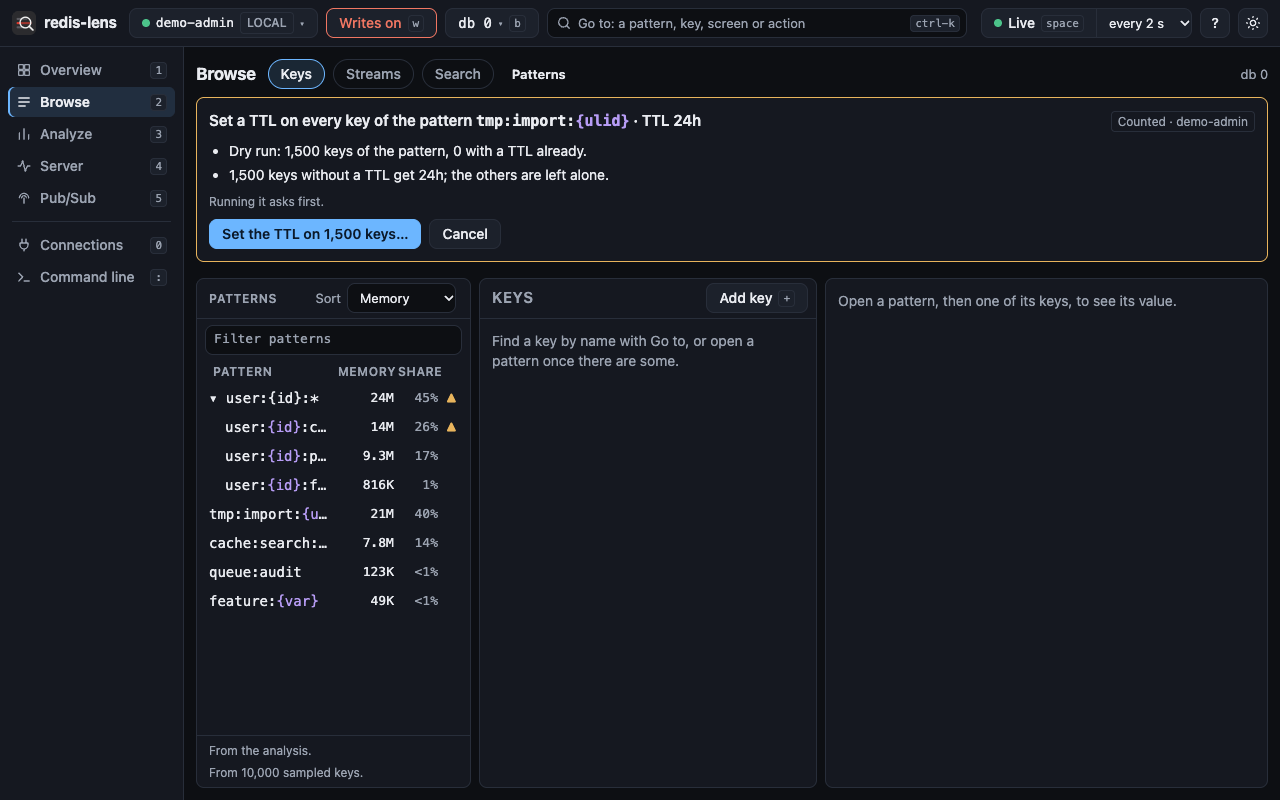 redis-lens
demo-admin LOCAL ▾
Writes on w
db 0 ▾ b
Go to: a pattern, key, screen or action ctrl-k
Live space
every 2 s
?
Overview 1
Browse 2
Analyze 3
Server 4
Pub/Sub 5
Connections 0
Command line :
Browse Keys Streams Search Patterns db 0
Set a TTL on every key of the pattern tmp:import:{ulid} · TTL 24h
Counted · demo-admin
• Dry run: 1,500 keys of the pattern, 0 with a TTL already.
• 1,500 keys without a TTL get 24h; the others are left alone.
Running it asks first.
Set the TTL on 1,500 keys… Cancel
PATTERNS Sort Memory
Filter patterns
PATTERN MEMORY SHARE
▾ user:{id}:* 24M 45% ▲
user:{id}:c… 14M 26% ▲
user:{id}:p… 9.3M 17%
user:{id}:f… 816K 1%
tmp:import:{u… 21M 40%
cache:search:… 7.8M 14%
queue:audit 123K <1%
feature:{var} 49K <1%
From the analysis.
From 10,000 sampled keys.
KEYS Add key +
Find a key by name with Go to, or open a
pattern once there are some.
Open a pattern, then one of its keys, to see its value.